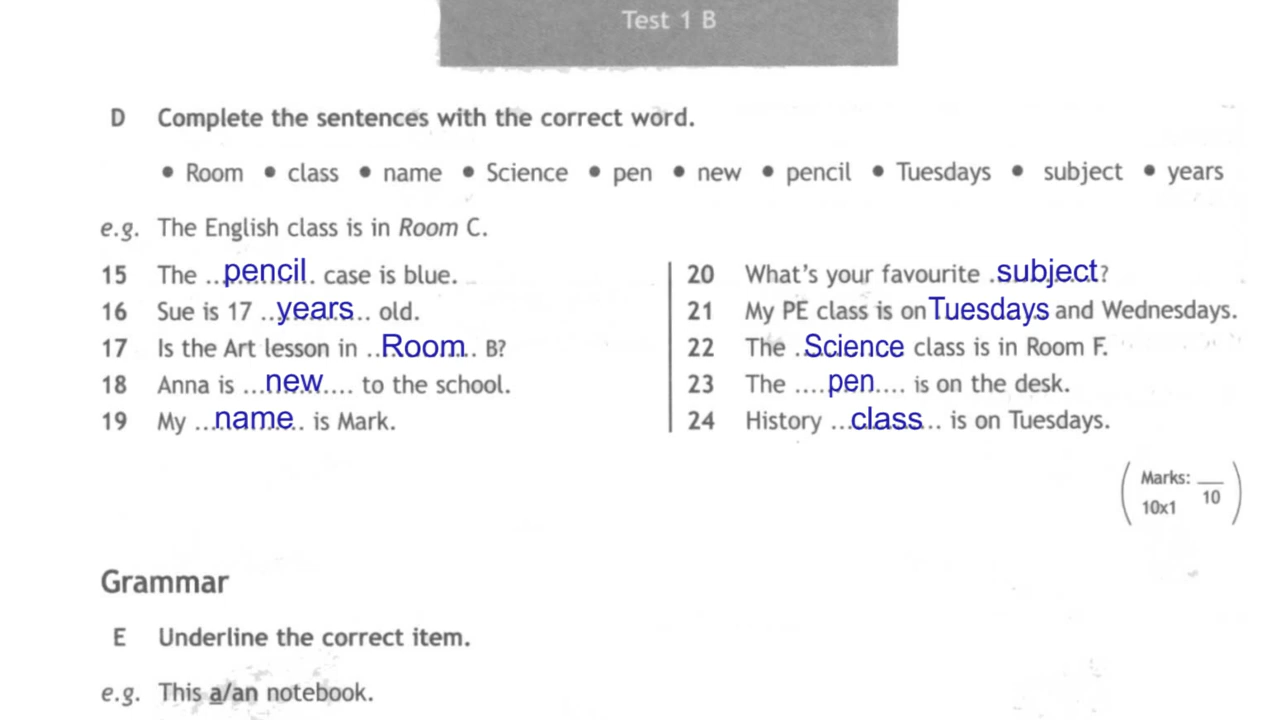 Test 1 B
D Complete the sentences with the correct word.
• Room • class • name • Science • pen • new • pencil • Tuesdays • subject • years
e.g. The English class is in Room C.
15 The ..pencil. case is blue.
16 Sue is 17 ..years.. old.
17 Is the Art lesson in ..Room.. B?
18 Anna is ...new.... to the school.
19 My ...name.. is Mark.
20 What's your favourite .subject?
21 My PE class is on Tuesdays and Wednesdays.
22 The .Science class is in Room F.
23 The ....pen.... is on the desk.
24 History ...class... is on Tuesdays.
Marks: __
10x1 10
Grammar
E Underline the correct item.
e.g. This a/an notebook.